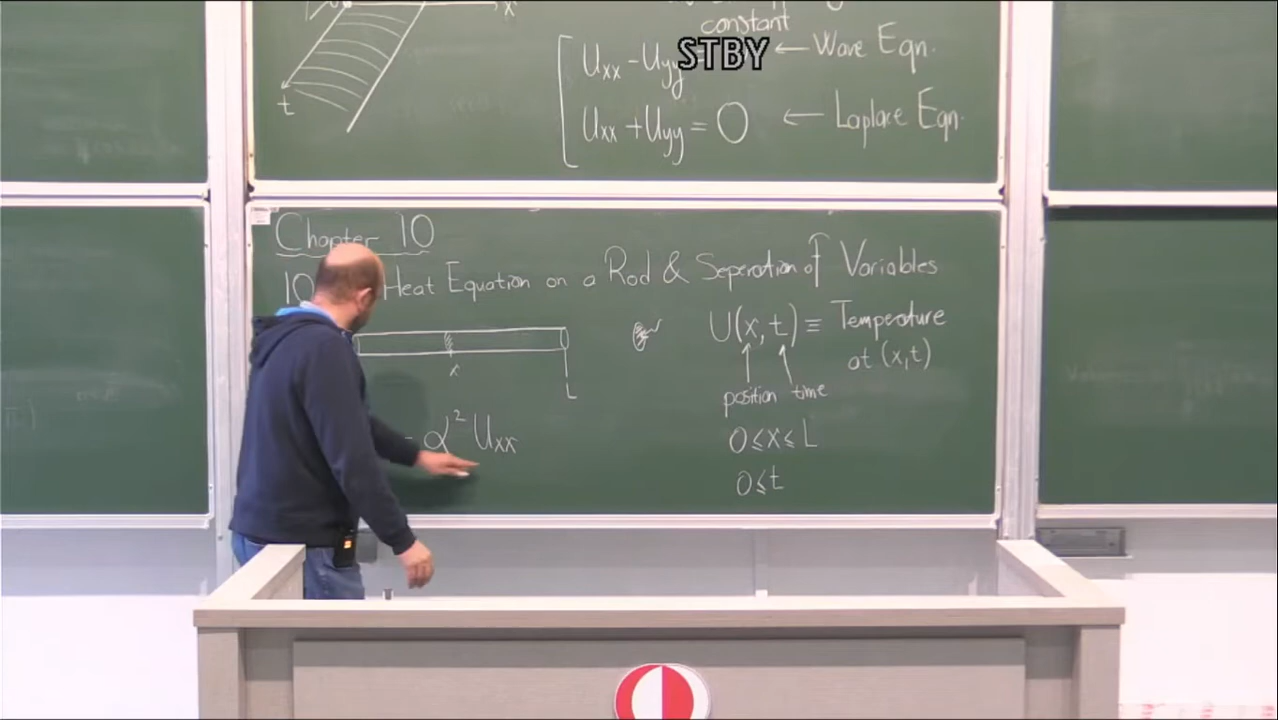 x
t
constant
STBY
Uxx - Uyy = ← Wave Eqn.
Uxx + Uyy = 0 ← Laplace Eqn.
Chapter 10
10 Heat Equation on a Rod & Seperation of Variables
U(x,t) ≡ Temperature
at (x,t)
x
L
position time
α² Uxx
0 ≤ x ≤ L
0 ≤ t